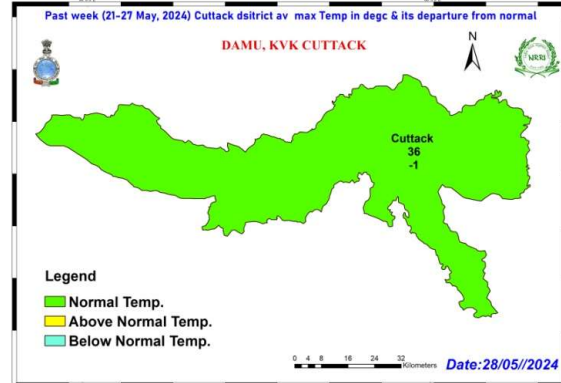 Past week (21-27 May, 2024) Cuttack dsitrict av max Temp in degc & its departure from normal
DAMU, KVK CUTTACK
N
NRRI
Cuttack
36
-1
Legend
Normal Temp.
Above Normal Temp.
Below Normal Temp.
0 4 8 16 24 32
Kilometers
Date:28/05//2024